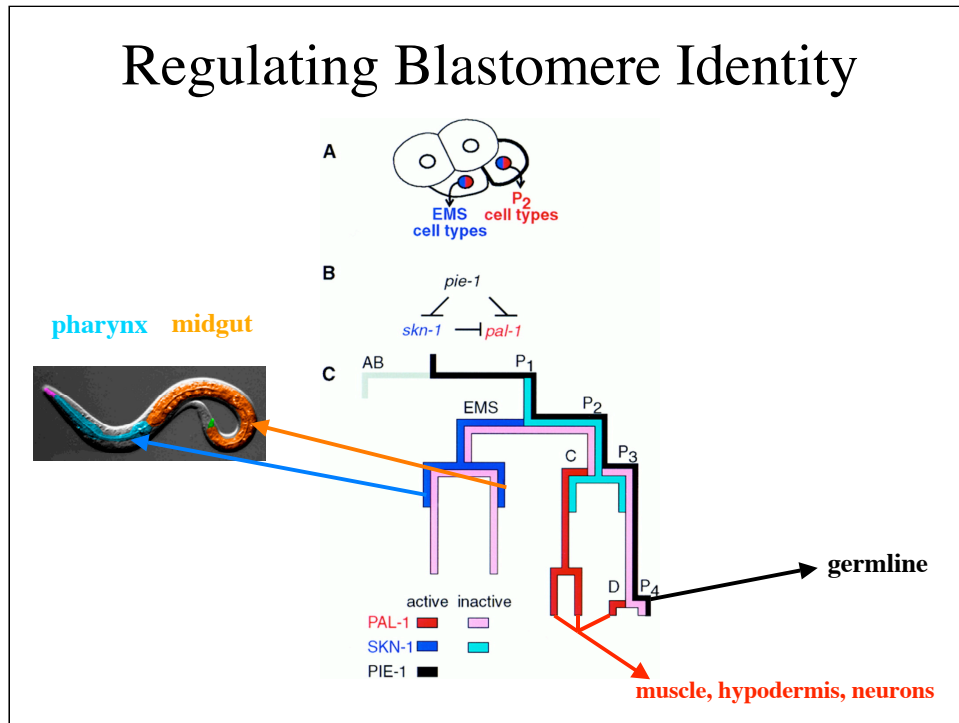 Regulating Blastomere Identity
A
EMS
cell types
P2
cell types
B
pie-1
skn-1
pal-1
pharynx midgut
C
AB
P1
EMS
P2
C
P3
D
P4
germline
active inactive
PAL-1
SKN-1
PIE-1
muscle, hypodermis, neurons